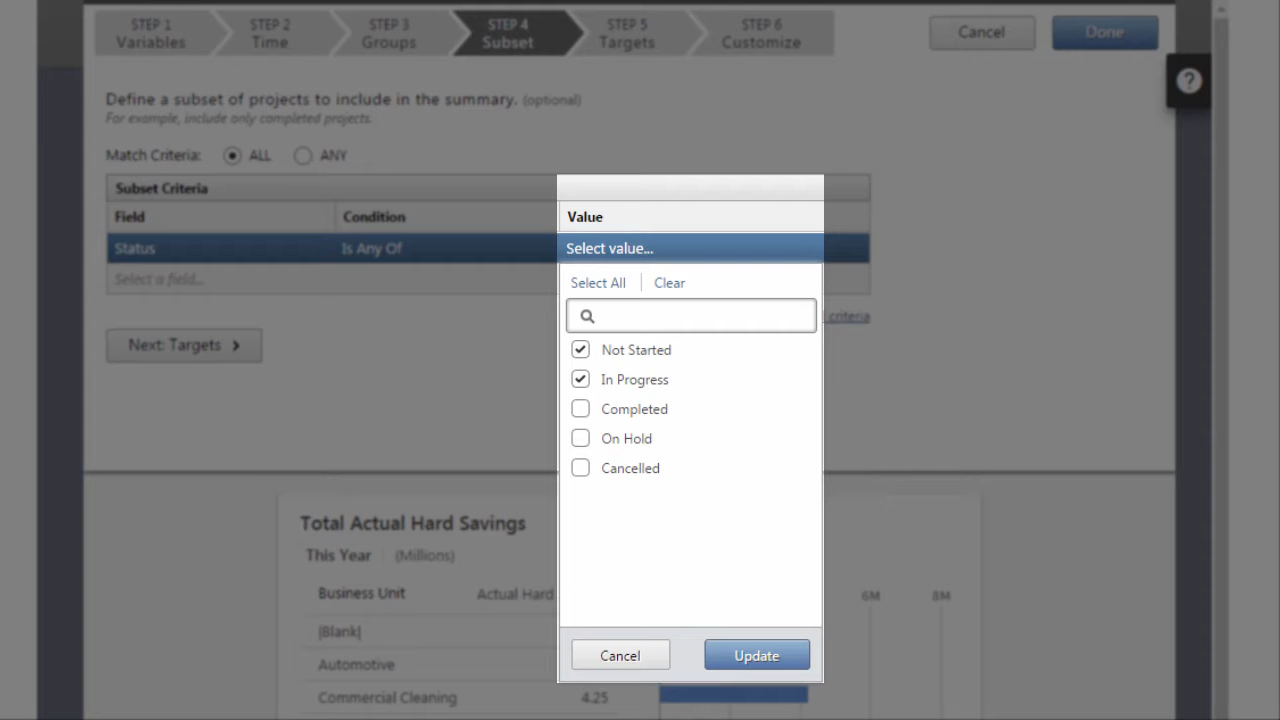 STEP 1 STEP 2 STEP 3 STEP 4 STEP 5 STEP 6
Variables Time Groups Subset Targets Customize
Cancel Done
?
Define a subset of projects to include in the summary. (optional)
For example, include only completed projects.
Match Criteria: ALL ANY
Subset Criteria
Field Condition Value
Status Is Any Of Select value...
Select a field...
Select All Clear
criteria
Next: Targets
Not Started
In Progress
Completed
On Hold
Cancelled
Total Actual Hard Savings
This Year (Millions)
Business Unit Actual Hard 6M 8M
|Blank|
Automotive
Commercial Cleaning 4.25
Cancel Update